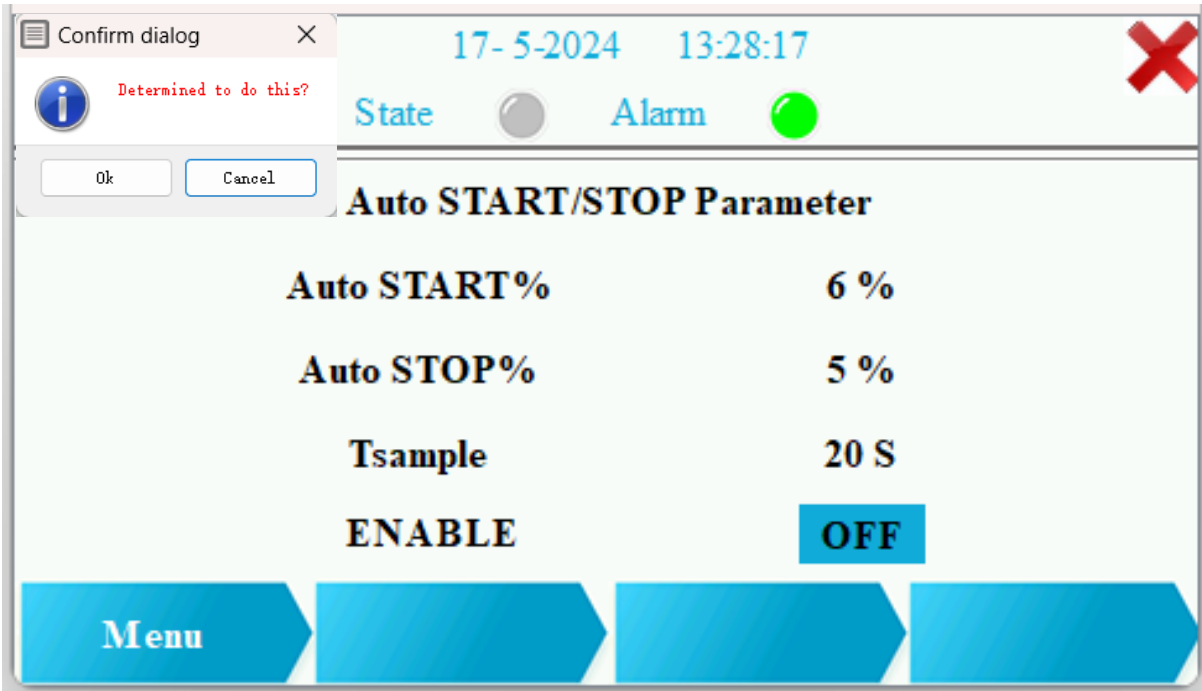 Confirm dialog
Determined to do this?
Ok Cancel
17- 5-2024 13:28:17
State Alarm
Auto START/STOP Parameter
Auto START% 6 %
Auto STOP% 5 %
Tsample 20 S
ENABLE OFF
Menu